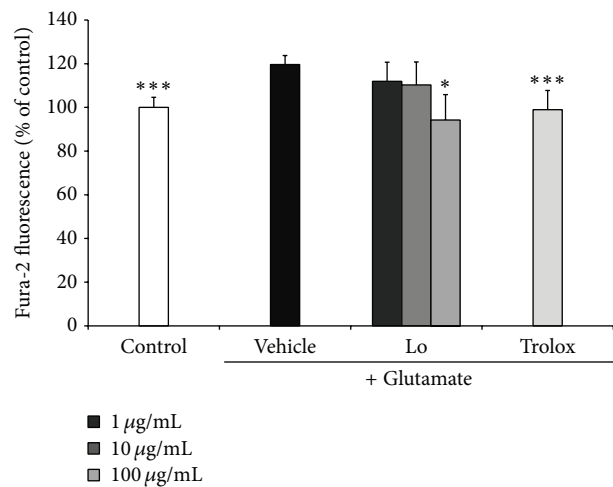 Fura-2 fluorescence (% of control)
140
120
100
80
60
40
20
0
***
*
***
Control
Vehicle
Lo
Trolox
+ Glutamate
1 μg/mL
10 μg/mL
100 μg/mL